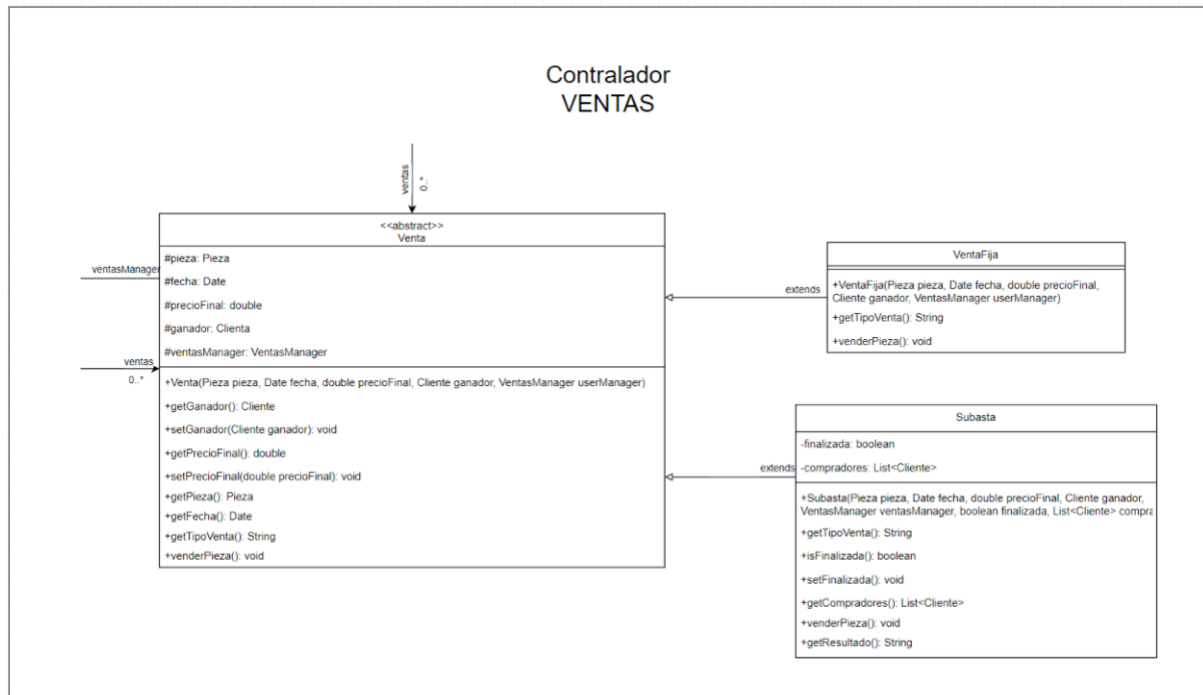 Contralador
VENTAS
ventas
0..*
<<abstract>>
Venta
#pieza: Pieza
#fecha: Date
#precioFinal: double
#ganador: Clienta
#ventasManager: VentasManager
ventasManager
ventas
0..*
+Venta(Pieza pieza, Date fecha, double precioFinal, Cliente ganador, VentasManager userManager)
+getGanador(): Cliente
+setGanador(Cliente ganador): void
+getPrecioFinal(): double
+setPrecioFinal(double precioFinal): void
+getPieza(): Pieza
+getFecha(): Date
+getTipoVenta(): String
+venderPieza(): void
extends
VentaFija
+VentaFija(Pieza pieza, Date fecha, double precioFinal,
Cliente ganador, VentasManager userManager)
+getTipoVenta(): String
+venderPieza(): void
extends
Subasta
-finalizada: boolean
-compradores: List<Cliente>
+Subasta(Pieza pieza, Date fecha, double precioFinal, Cliente ganador,
VentasManager ventasManager, boolean finalizada, List<Cliente> compra
+getTipoVenta(): String
+isFinalizada(): boolean
+setFinalizada(): void
+getCompradores(): List<Cliente>
+venderPieza(): void
+getResultado(): String